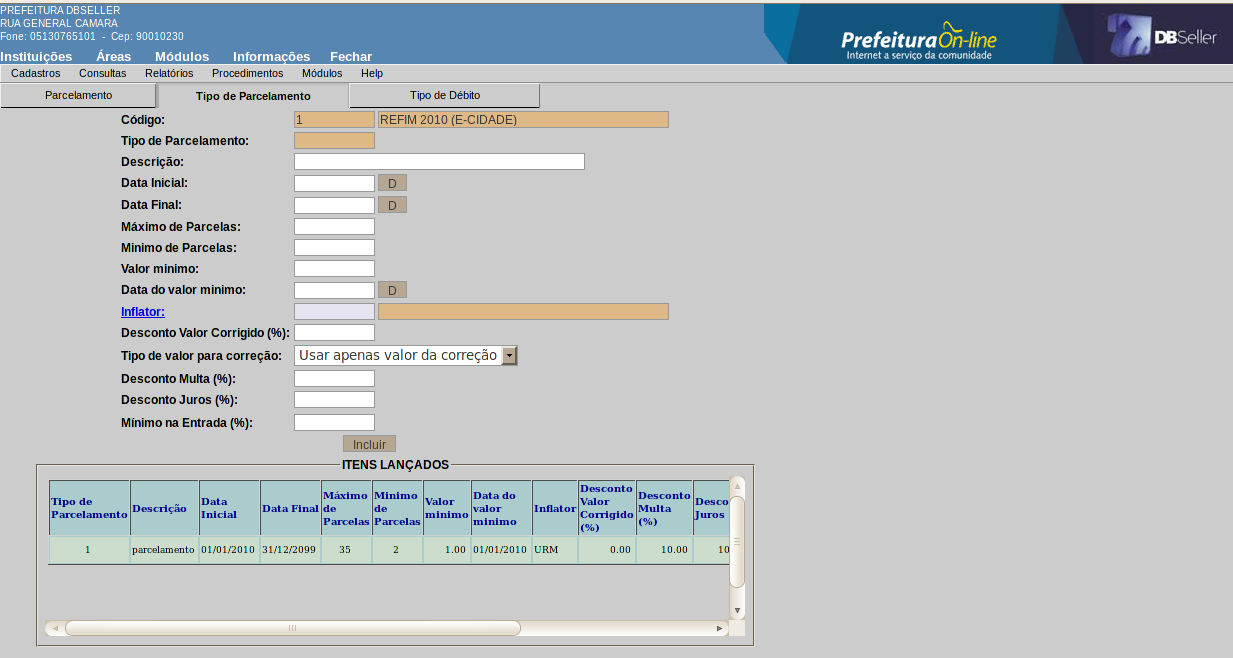 PREFEITURA DBSELLER
RUA GENERAL CAMARA
Fone: 05130765101 - Cep: 90010230
PrefeituraOn-line
Internet a serviço da comunidade
DBSeller
Instituições Áreas Módulos Informações Fechar
Cadastros Consultas Relatórios Procedimentos Módulos Help
Parcelamento Tipo de Parcelamento Tipo de Débito
Código: 1 REFIM 2010 (E-CIDADE)
Tipo de Parcelamento:
Descrição:
Data Inicial: D
Data Final: D
Máximo de Parcelas:
Minimo de Parcelas:
Valor minimo:
Data do valor minimo: D
Inflator:
Desconto Valor Corrigido (%):
Tipo de valor para correção: Usar apenas valor da correção
Desconto Multa (%):
Desconto Juros (%):
Mínimo na Entrada (%):
Incluir
ITENS LANÇADOS
Tipo de Parcelamento Descrição Data Inicial Data Final Máximo de Parcelas Minimo de Parcelas Valor minimo Data do valor minimo Inflator Desconto Valor Corrigido (%) Desconto Multa (%) Desco Juros
1 parcelamento 01/01/2010 31/12/2099 35 2 1.00 01/01/2010 URM 0.00 10.00 10